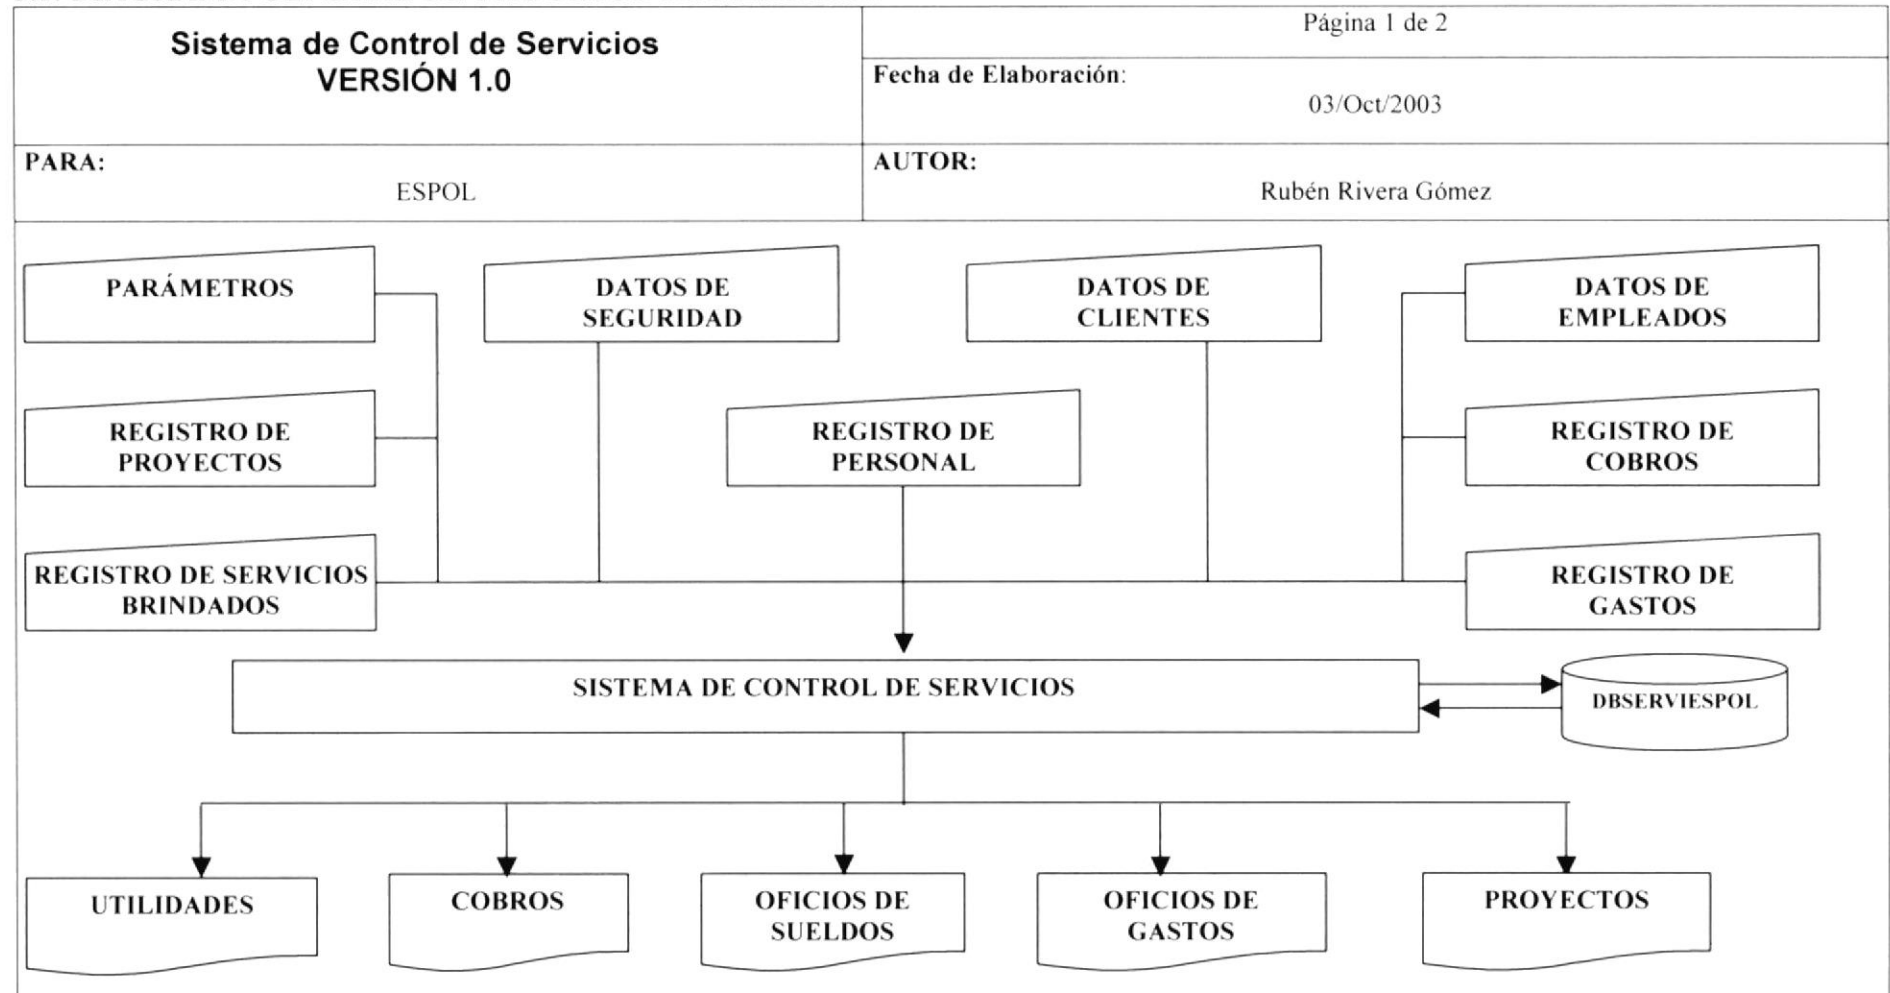 Sistema de Control de Servicios
VERSIÓN 1.0
Página 1 de 2
Fecha de Elaboración:
03/Oct/2003
PARA:
ESPOL
AUTOR:
Rubén Rivera Gómez
PARÁMETROS
DATOS DE
SEGURIDAD
DATOS DE
CLIENTES
DATOS DE
EMPLEADOS
REGISTRO DE
PROYECTOS
REGISTRO DE
PERSONAL
REGISTRO DE
COBROS
REGISTRO DE SERVICIOS
BRINDADOS
REGISTRO DE
GASTOS
SISTEMA DE CONTROL DE SERVICIOS
DBSERVIESPOL
UTILIDADES
COBROS
OFICIOS DE
SUELDOS
OFICIOS DE
GASTOS
PROYECTOS